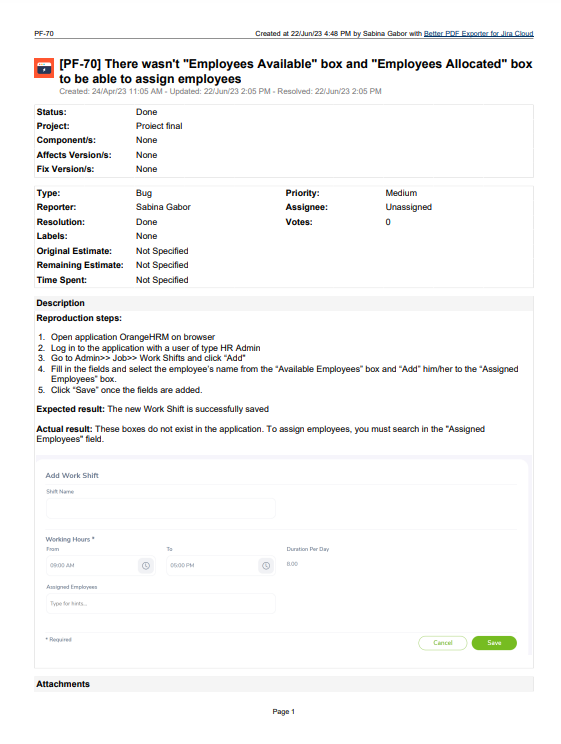 PF-70
Created at 22/Jun/23 4:48 PM by Sabina Gabor with Better PDF Exporter for Jira Cloud
[PF-70] There wasn't "Employees Available" box and "Employees Allocated" box
to be able to assign employees
Created: 24/Apr/23 11:05 AM - Updated: 22/Jun/23 2:05 PM - Resolved: 22/Jun/23 2:05 PM
Status: Done
Project: Proiect final
Component/s: None
Affects Version/s: None
Fix Version/s: None
Type: Bug Priority: Medium
Reporter: Sabina Gabor Assignee: Unassigned
Resolution: Done Votes: 0
Labels: None
Original Estimate: Not Specified
Remaining Estimate: Not Specified
Time Spent: Not Specified
Description
Reproduction steps:
1. Open application OrangeHRM on browser
2. Log in to the application with a user of type HR Admin
3. Go to Admin>> Job>> Work Shifts and click “Add”
4. Fill in the fields and select the employee’s name from the “Available Employees” box and “Add” him/her to the “Assigned
Employees” box.
5. Click “Save” once the fields are added.
Expected result: The new Work Shift is successfully saved
Actual result: These boxes do not exist in the application. To assign employees, you must search in the "Assigned
Employees" field.
Add Work Shift
Shift Name
Working Hours *
From To Duration Per Day
09:00 AM 05:00 PM 8.00
Assigned Employees
Type for hints...
* Required
Cancel Save
Attachments
Page 1